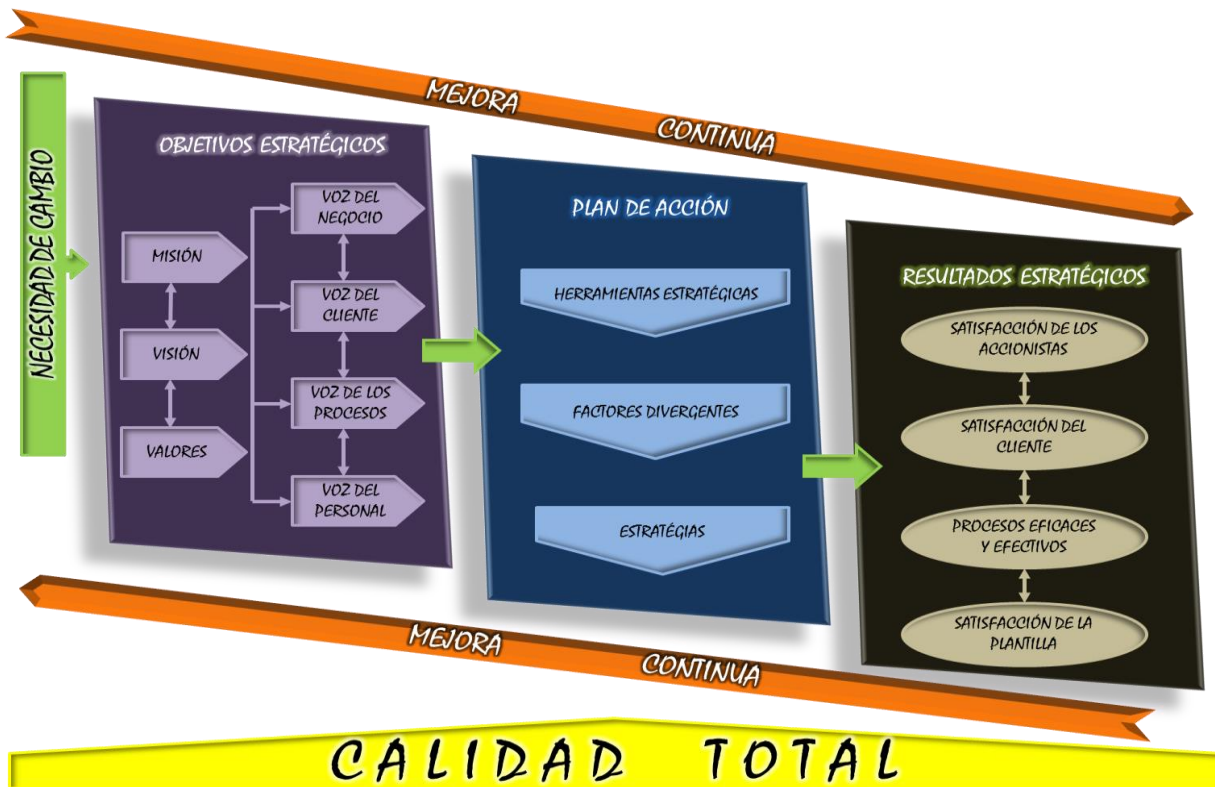 MEJORA
CONTINUA
NECESIDAD DE CAMBIO
OBJETIVOS ESTRATÉGICOS
MISIÓN
VISIÓN
VALORES
VOZ DEL
NEGOCIO
VOZ DEL
CLIENTE
VOZ DE LOS
PROCESOS
VOZ DEL
PERSONAL
PLAN DE ACCIÓN
HERRAMIENTAS ESTRATÉGICAS
FACTORES DIVERGENTES
ESTRATÉGIAS
RESULTADOS ESTRATÉGICOS
SATISFACCIÓN DE LOS
ACCIONISTAS
SATISFACCIÓN DEL
CLIENTE
PROCESOS EFICACES
Y EFECTIVOS
SATISFACCIÓN DE LA
PLANTILLA
MEJORA
CONTINUA
CALIDAD TOTAL